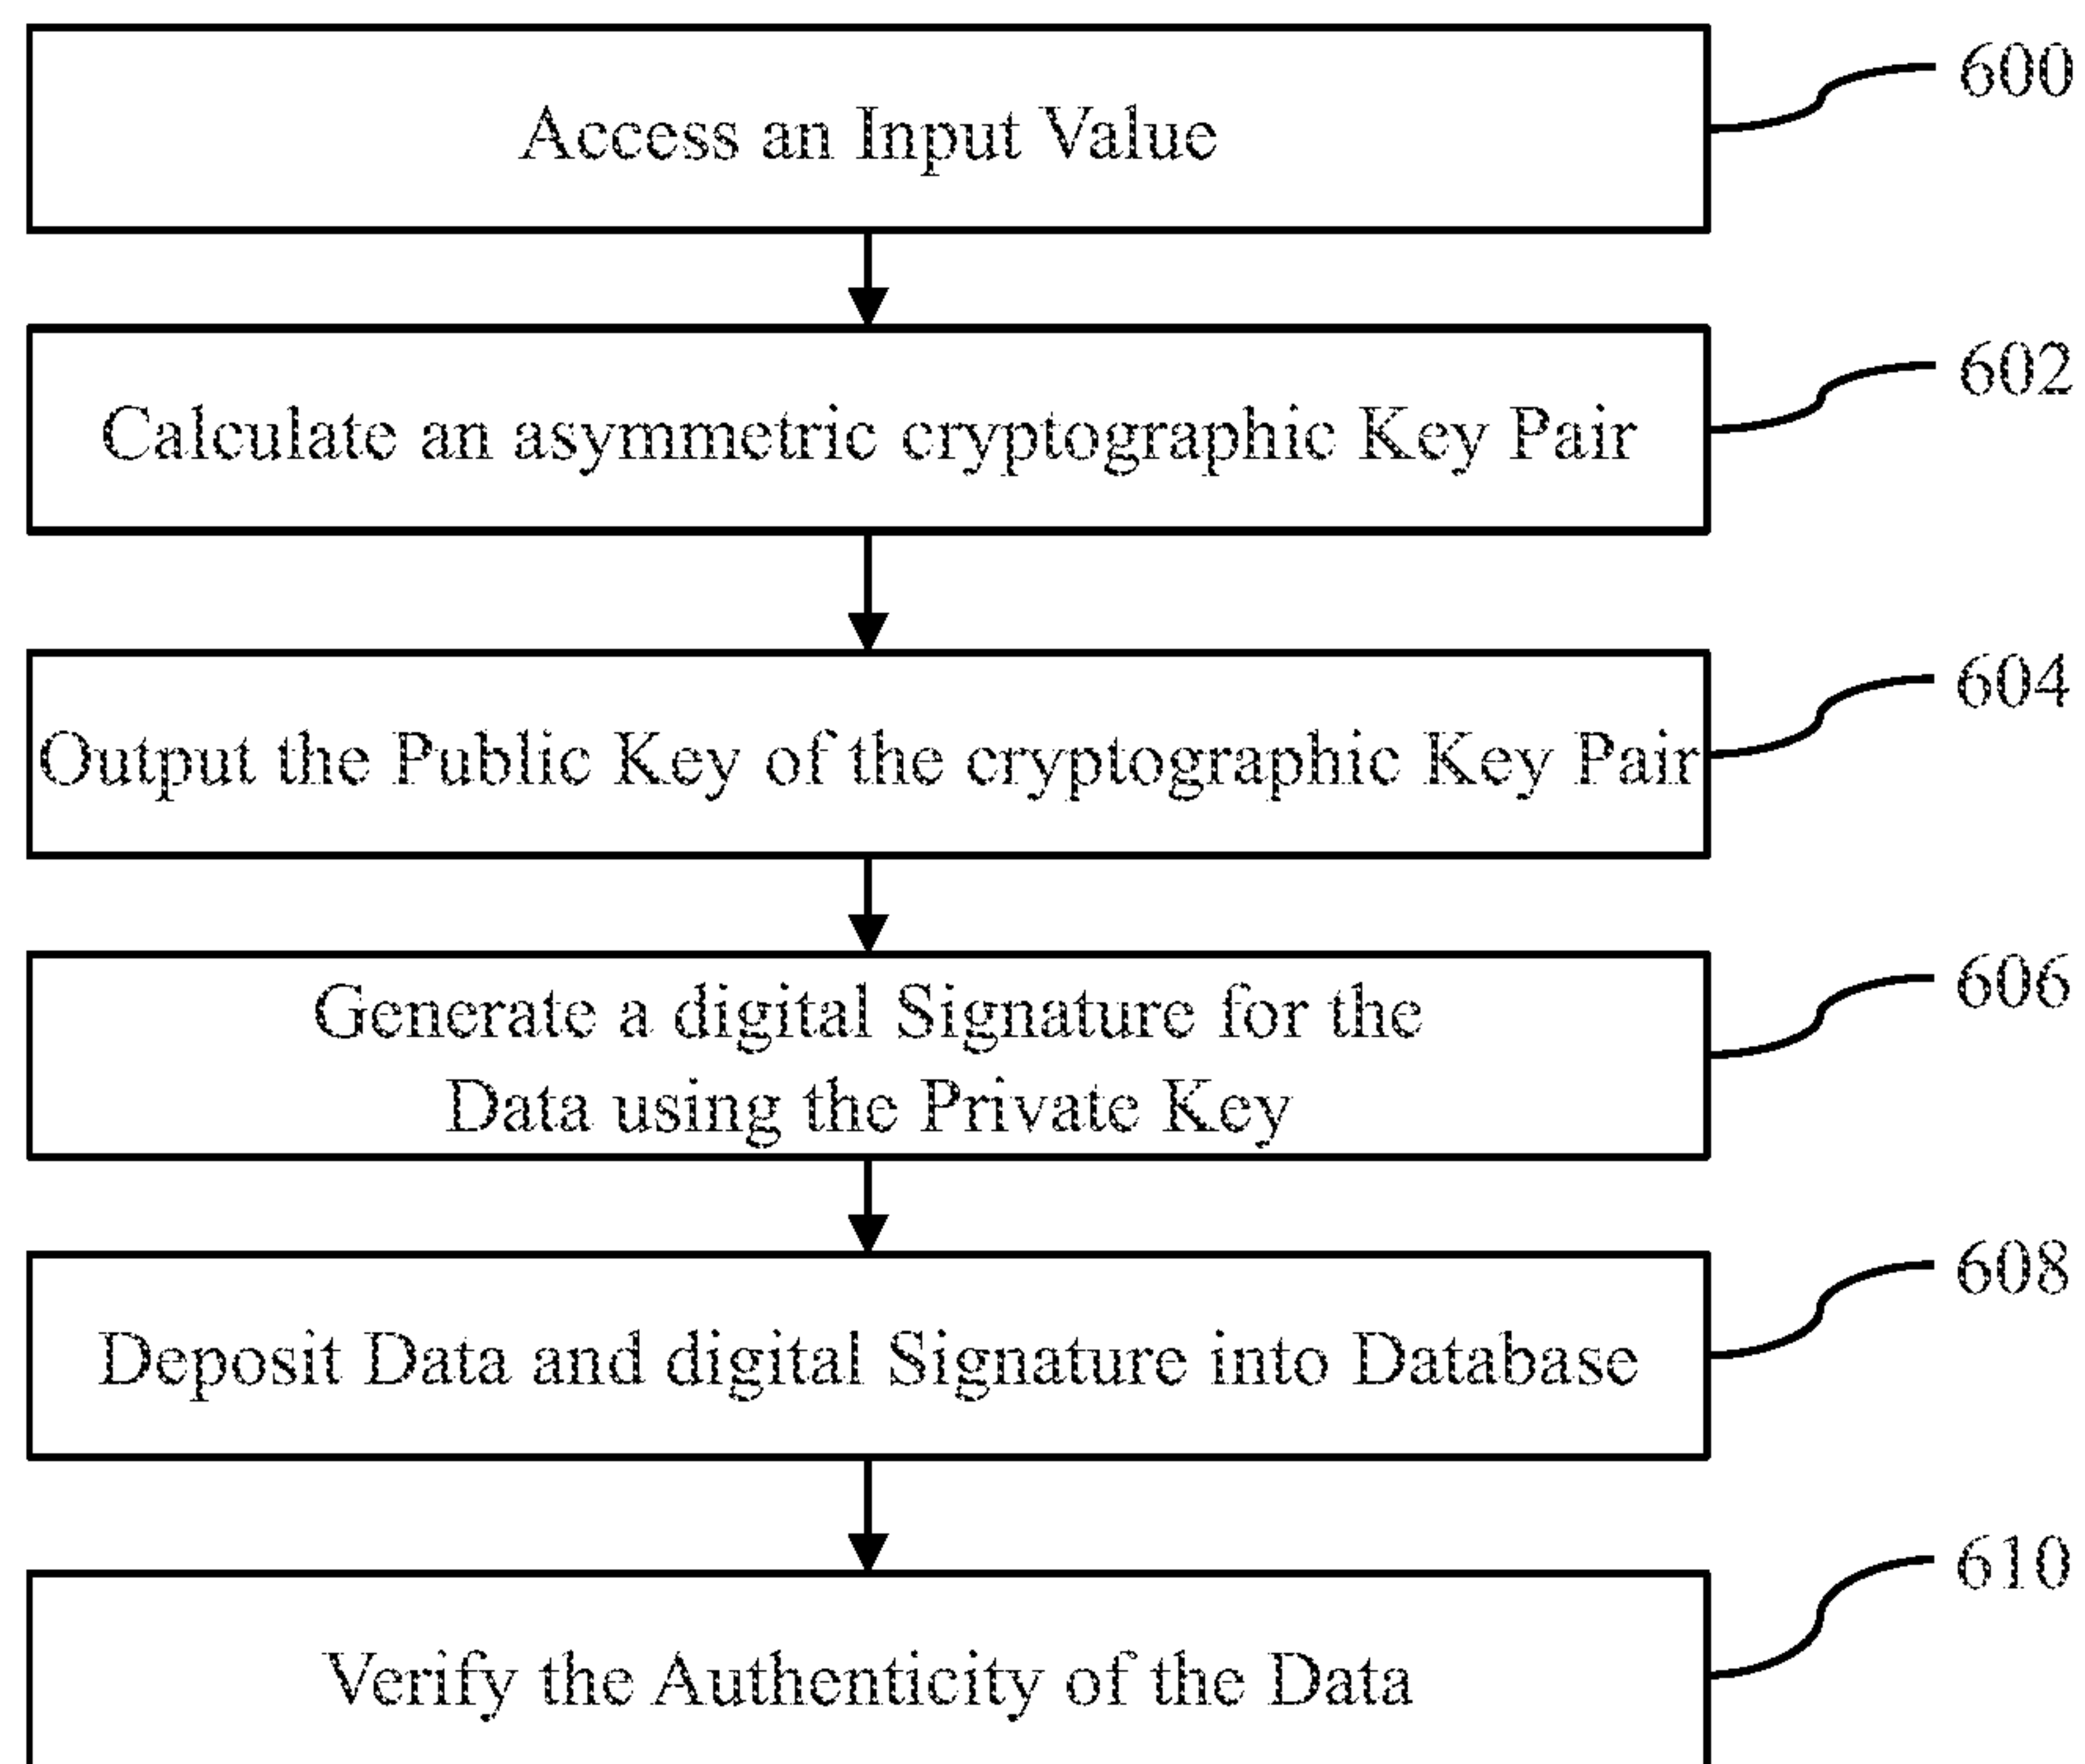 Access an Input Value
600
Calculate an asymmetric cryptographic Key Pair
602
Output the Public Key of the cryptographic Key Pair
604
Generate a digital Signature for the
Data using the Private Key
606
Deposit Data and digital Signature into Database
608
Verify the Authenticity of the Data
610